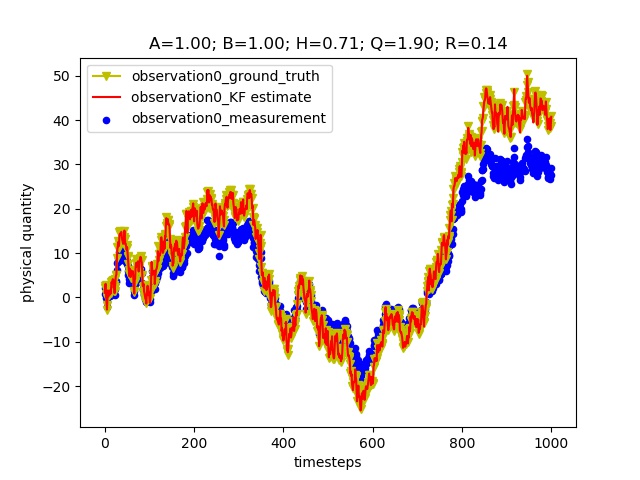 A=1.00; B=1.00; H=0.71; Q=1.90; R=0.14
observation0_ground_truth
observation0_KF estimate
observation0_measurement
physical quantity
50
40
30
20
10
0
−10
−20
0 200 400 600 800 1000
timesteps